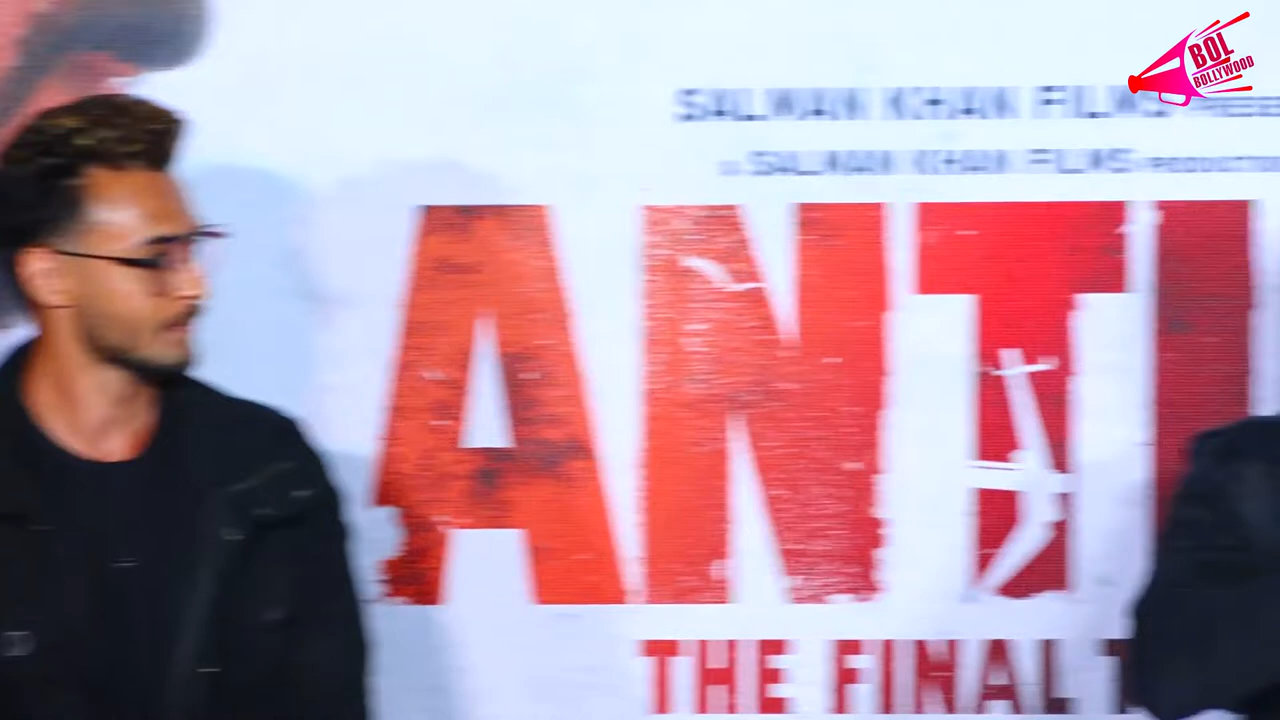 BOL
BOLLYWOOD
SALMAN KHAN FILMS
SALMAN KHAN FILMS
ANTI
THE FINAL